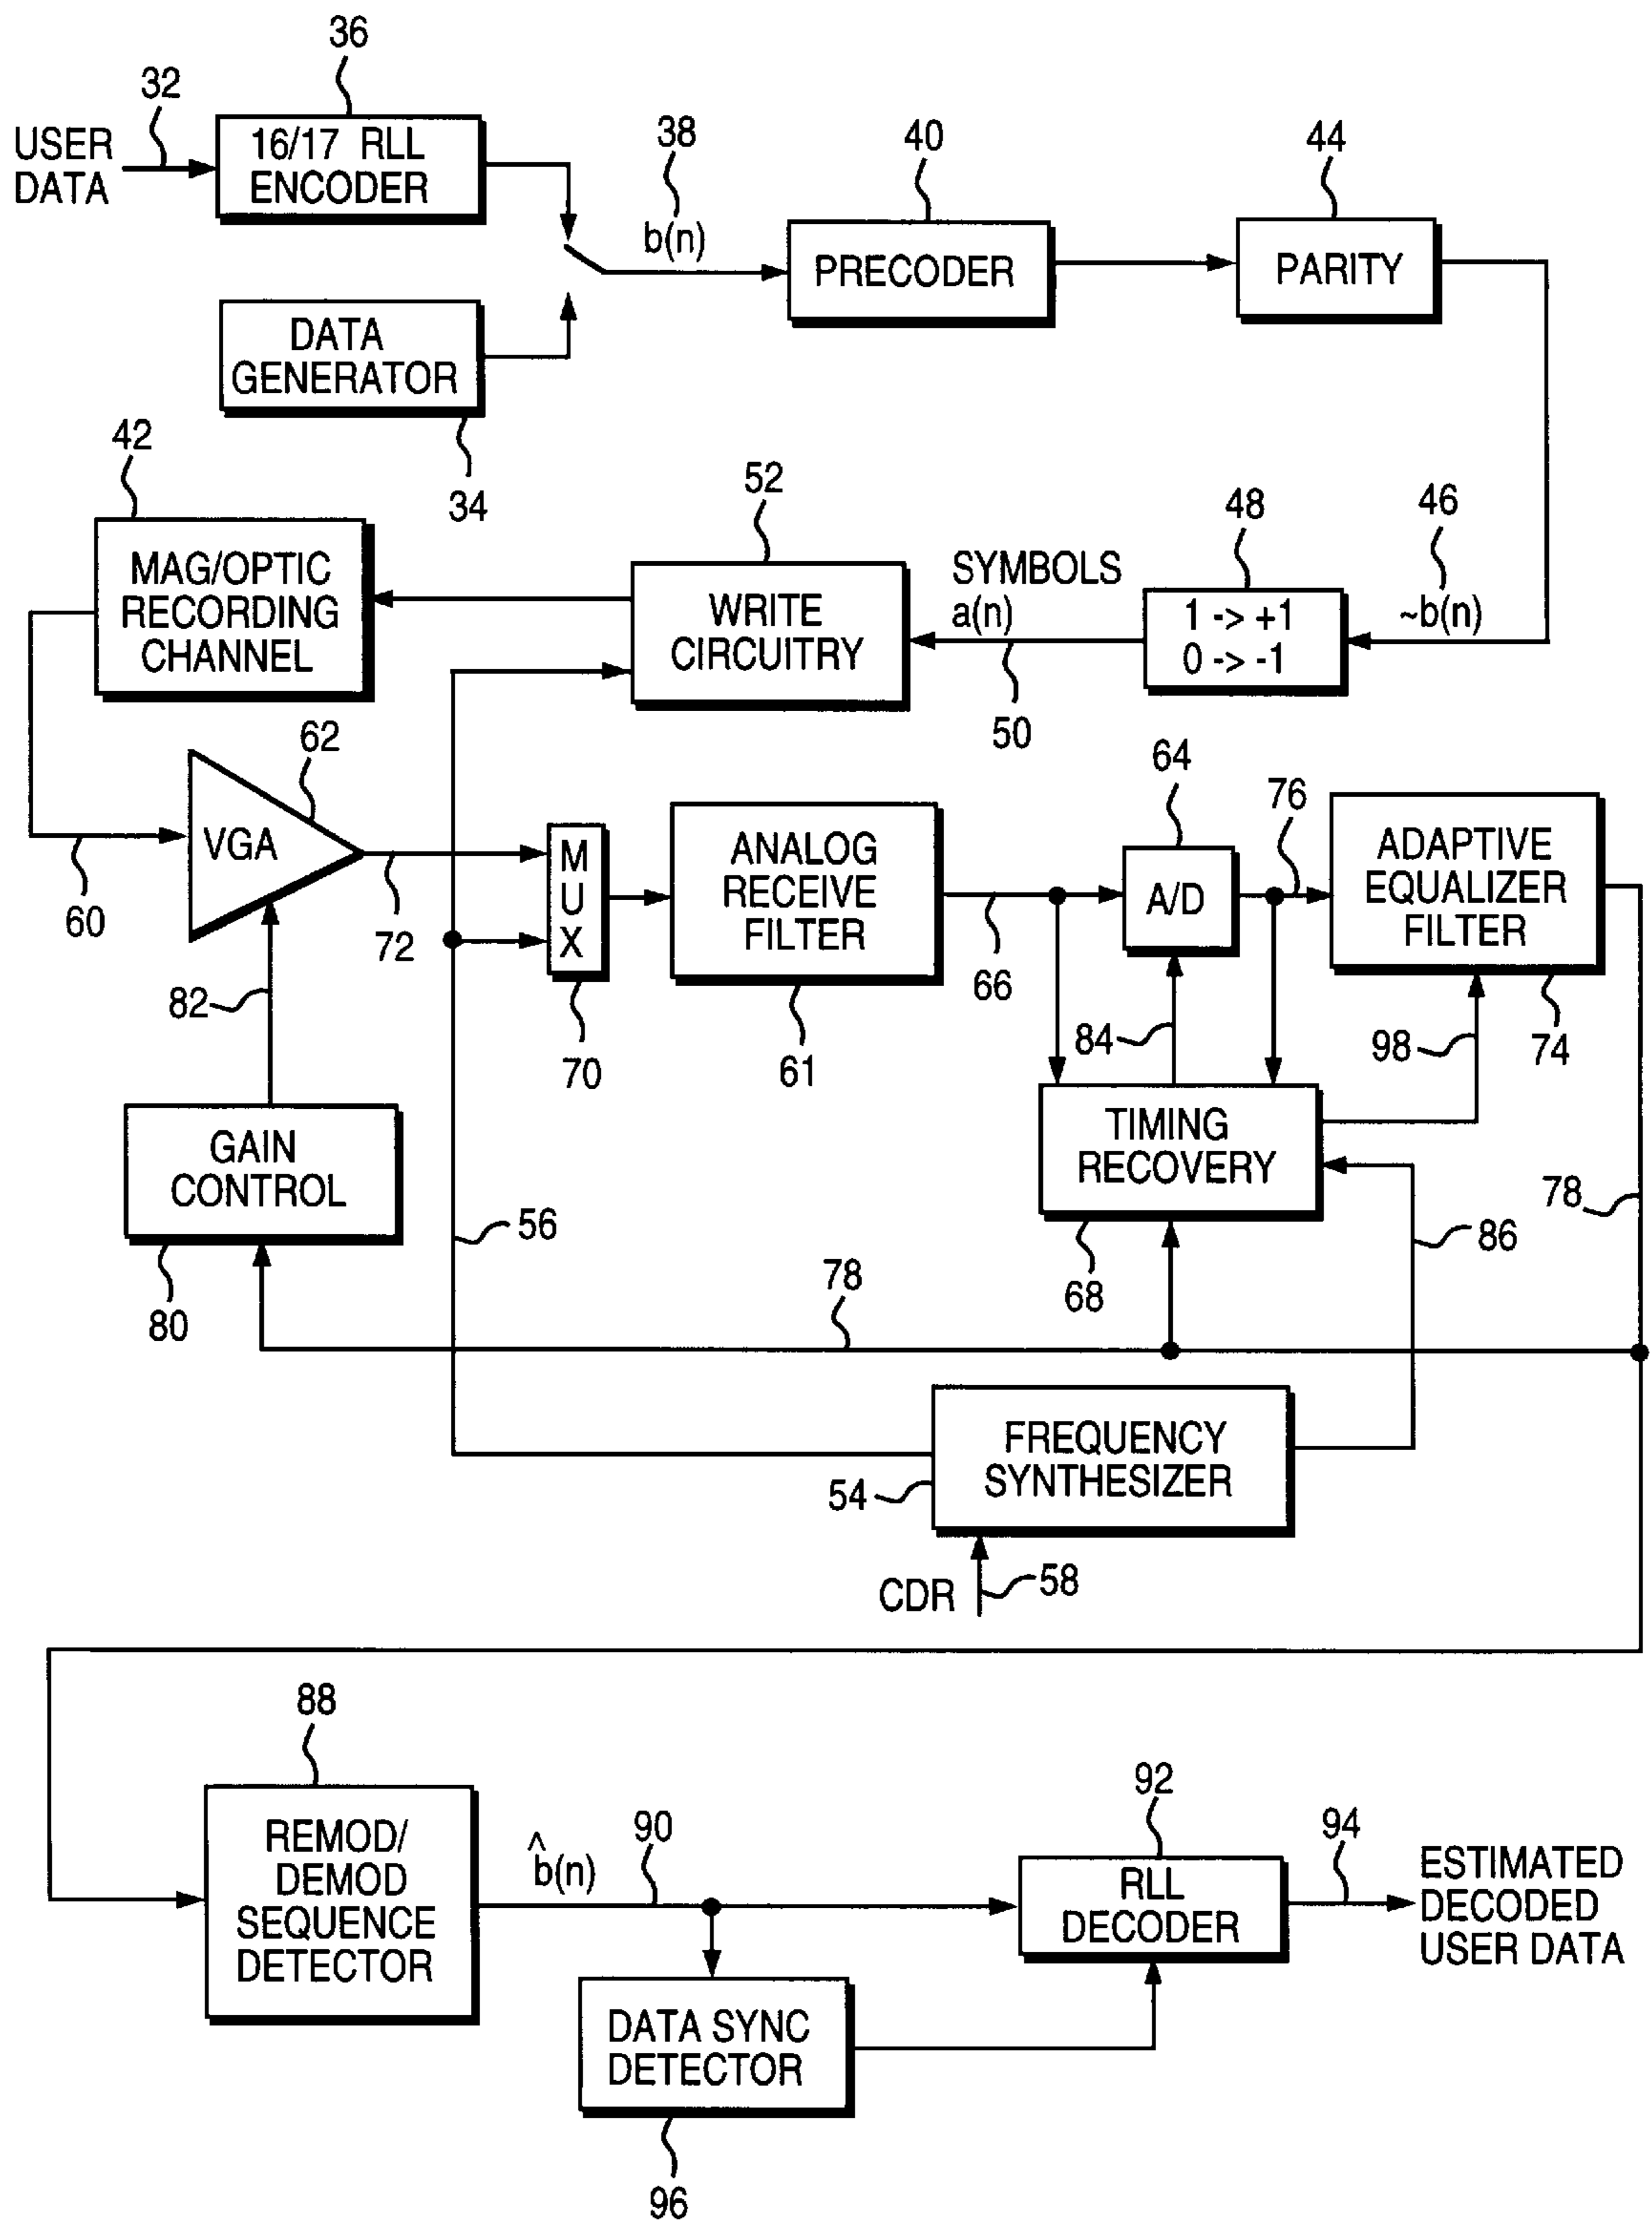 36
32
USER
DATA
16/17 RLL
ENCODER
38
b(n)
40
PRECODER
44
PARITY
DATA
GENERATOR
34
42
MAG/OPTIC
RECORDING
CHANNEL
52
WRITE
CIRCUITRY
SYMBOLS
a(n)
50
48
1 -> +1
0 -> -1
46
~b(n)
62
VGA
60
72
82
M
U
X
70
ANALOG
RECEIVE
FILTER
61
66
64
A/D
76
ADAPTIVE
EQUALIZER
FILTER
74
84
98
TIMING
RECOVERY
68
GAIN
CONTROL
80
56
78
86
78
FREQUENCY
SYNTHESIZER
54
CDR
58
88
REMOD/
DEMOD
SEQUENCE
DETECTOR
b̂(n)
90
92
RLL
DECODER
94
ESTIMATED
DECODED
USER DATA
DATA SYNC
DETECTOR
96